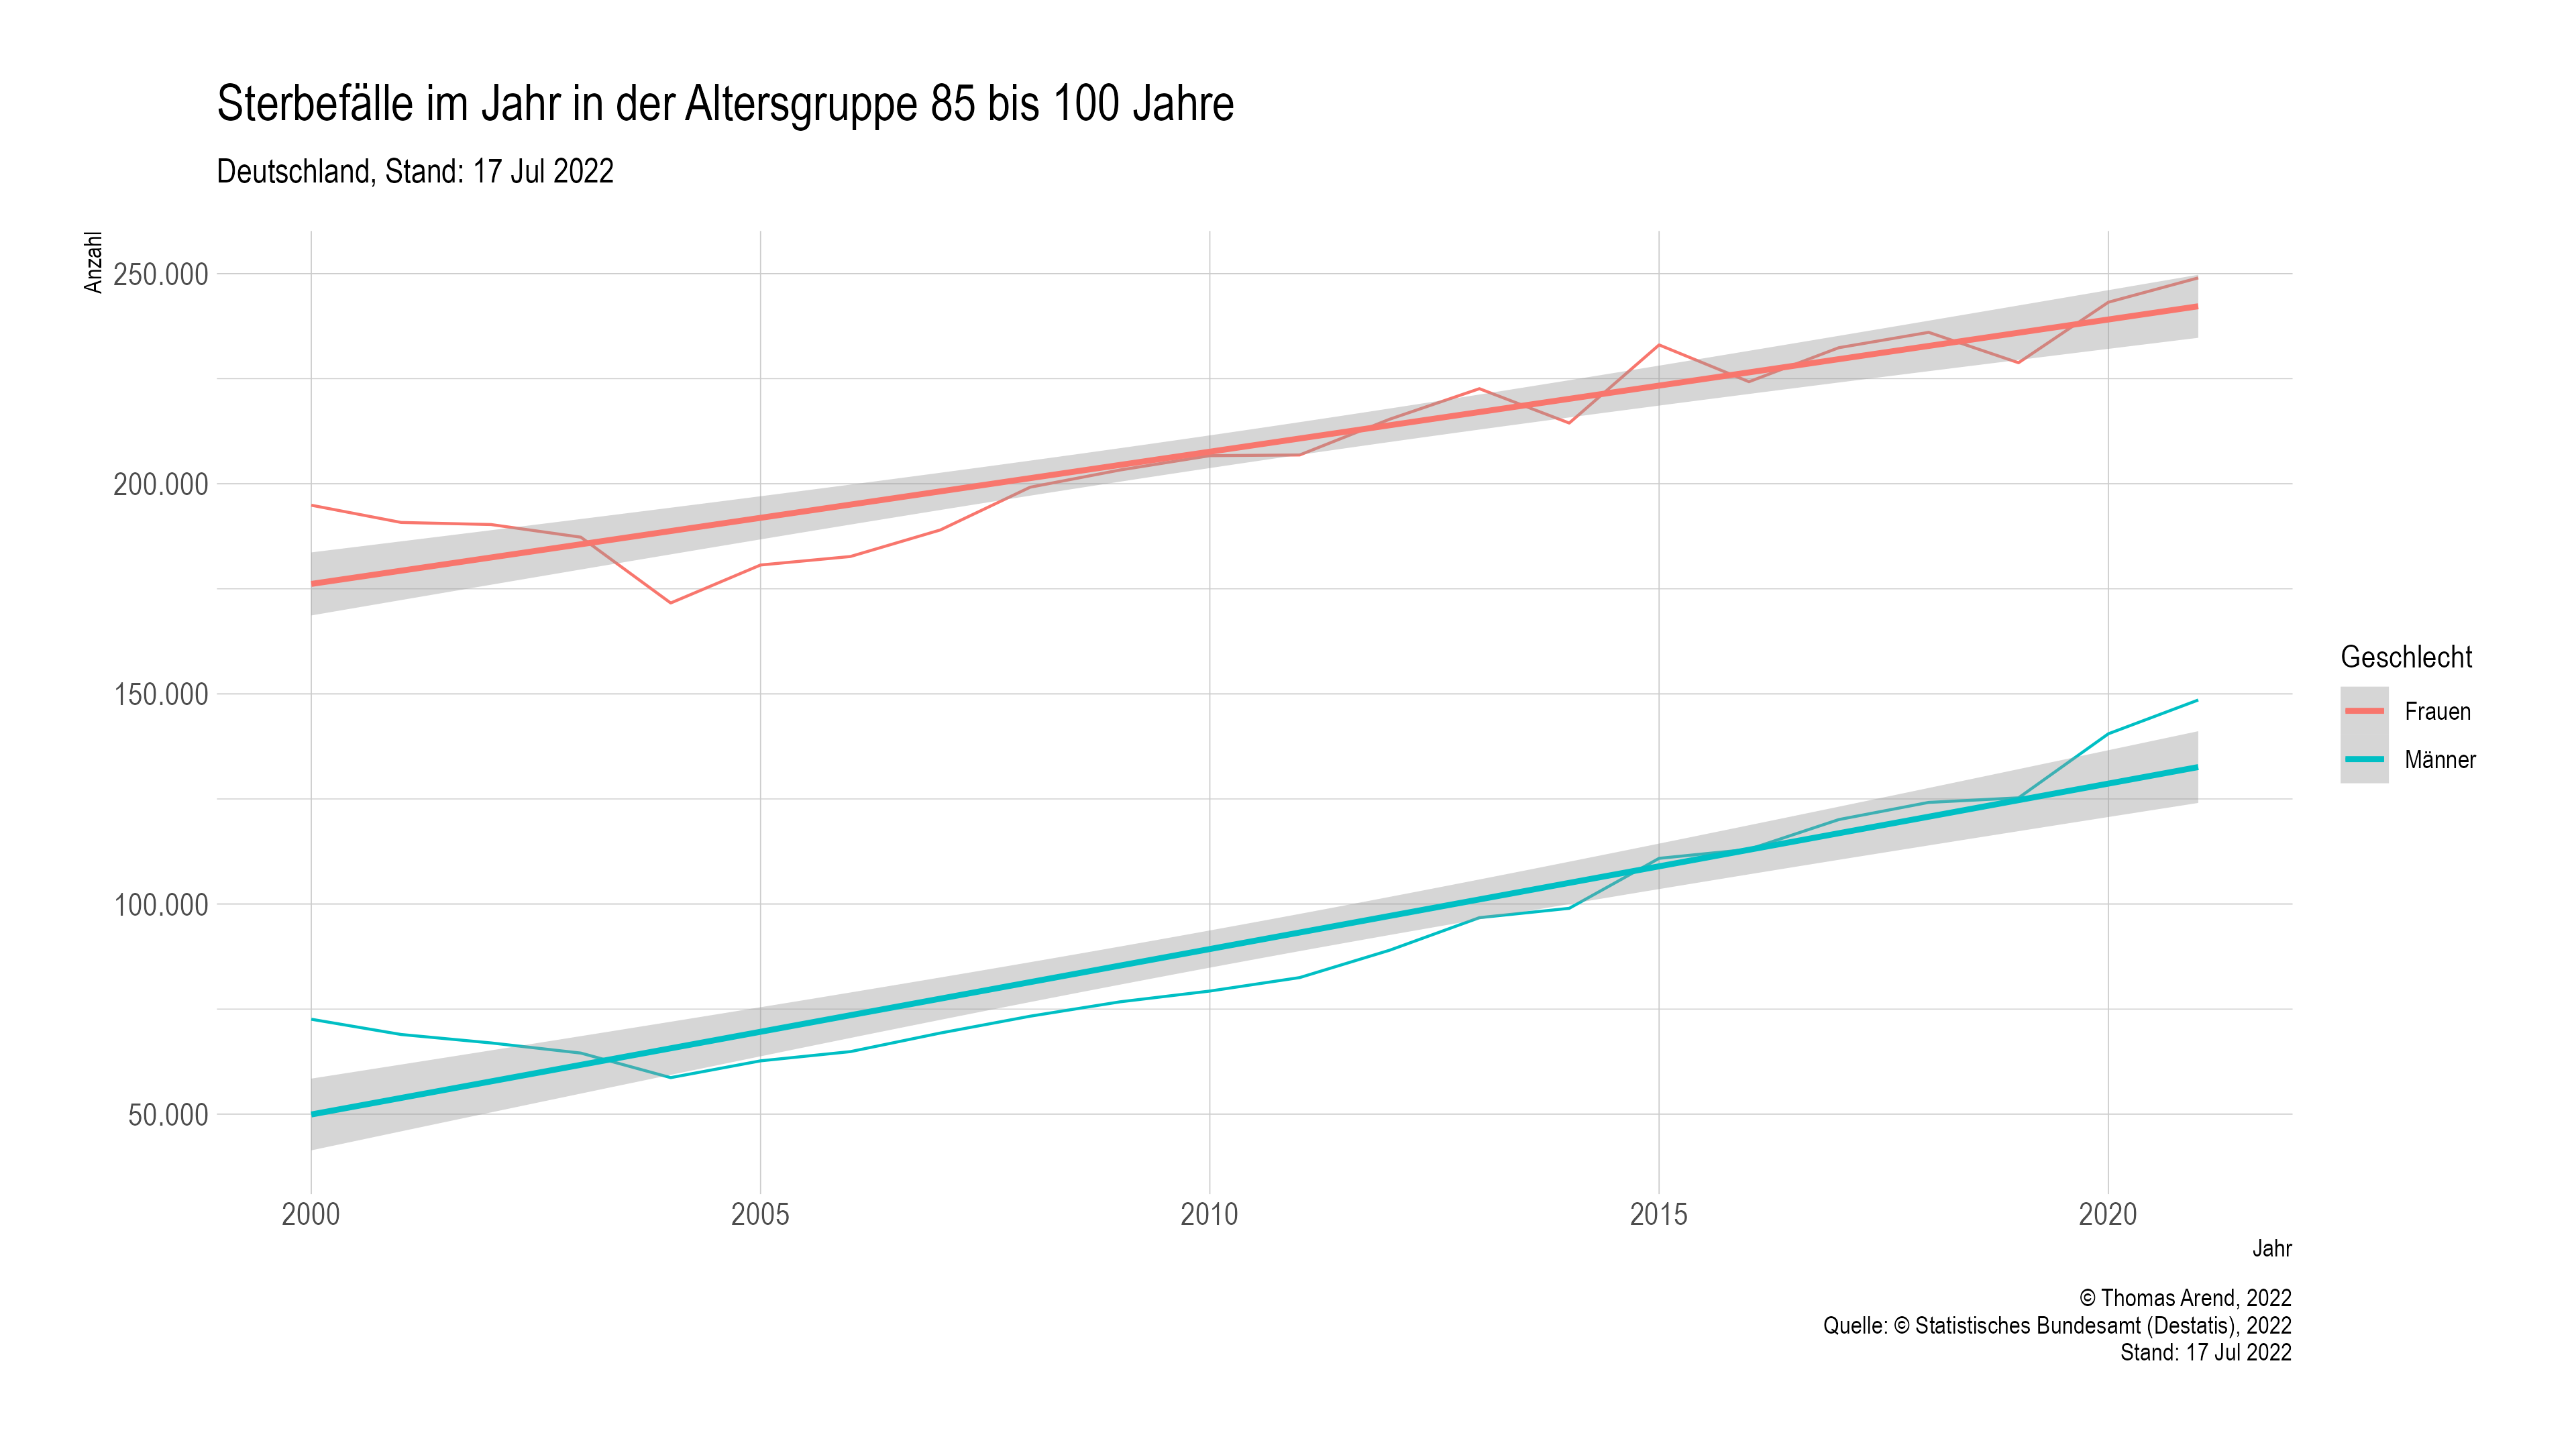 Sterbefälle im Jahr in der Altersgruppe 85 bis 100 Jahre
Deutschland, Stand: 17 Jul 2022
Anzahl
250.000
200.000
150.000
100.000
50.000
2000
2005
2010
2015
2020
Jahr
Geschlecht
Frauen
Männer
© Thomas Arend, 2022
Quelle: © Statistisches Bundesamt (Destatis), 2022
Stand: 17 Jul 2022